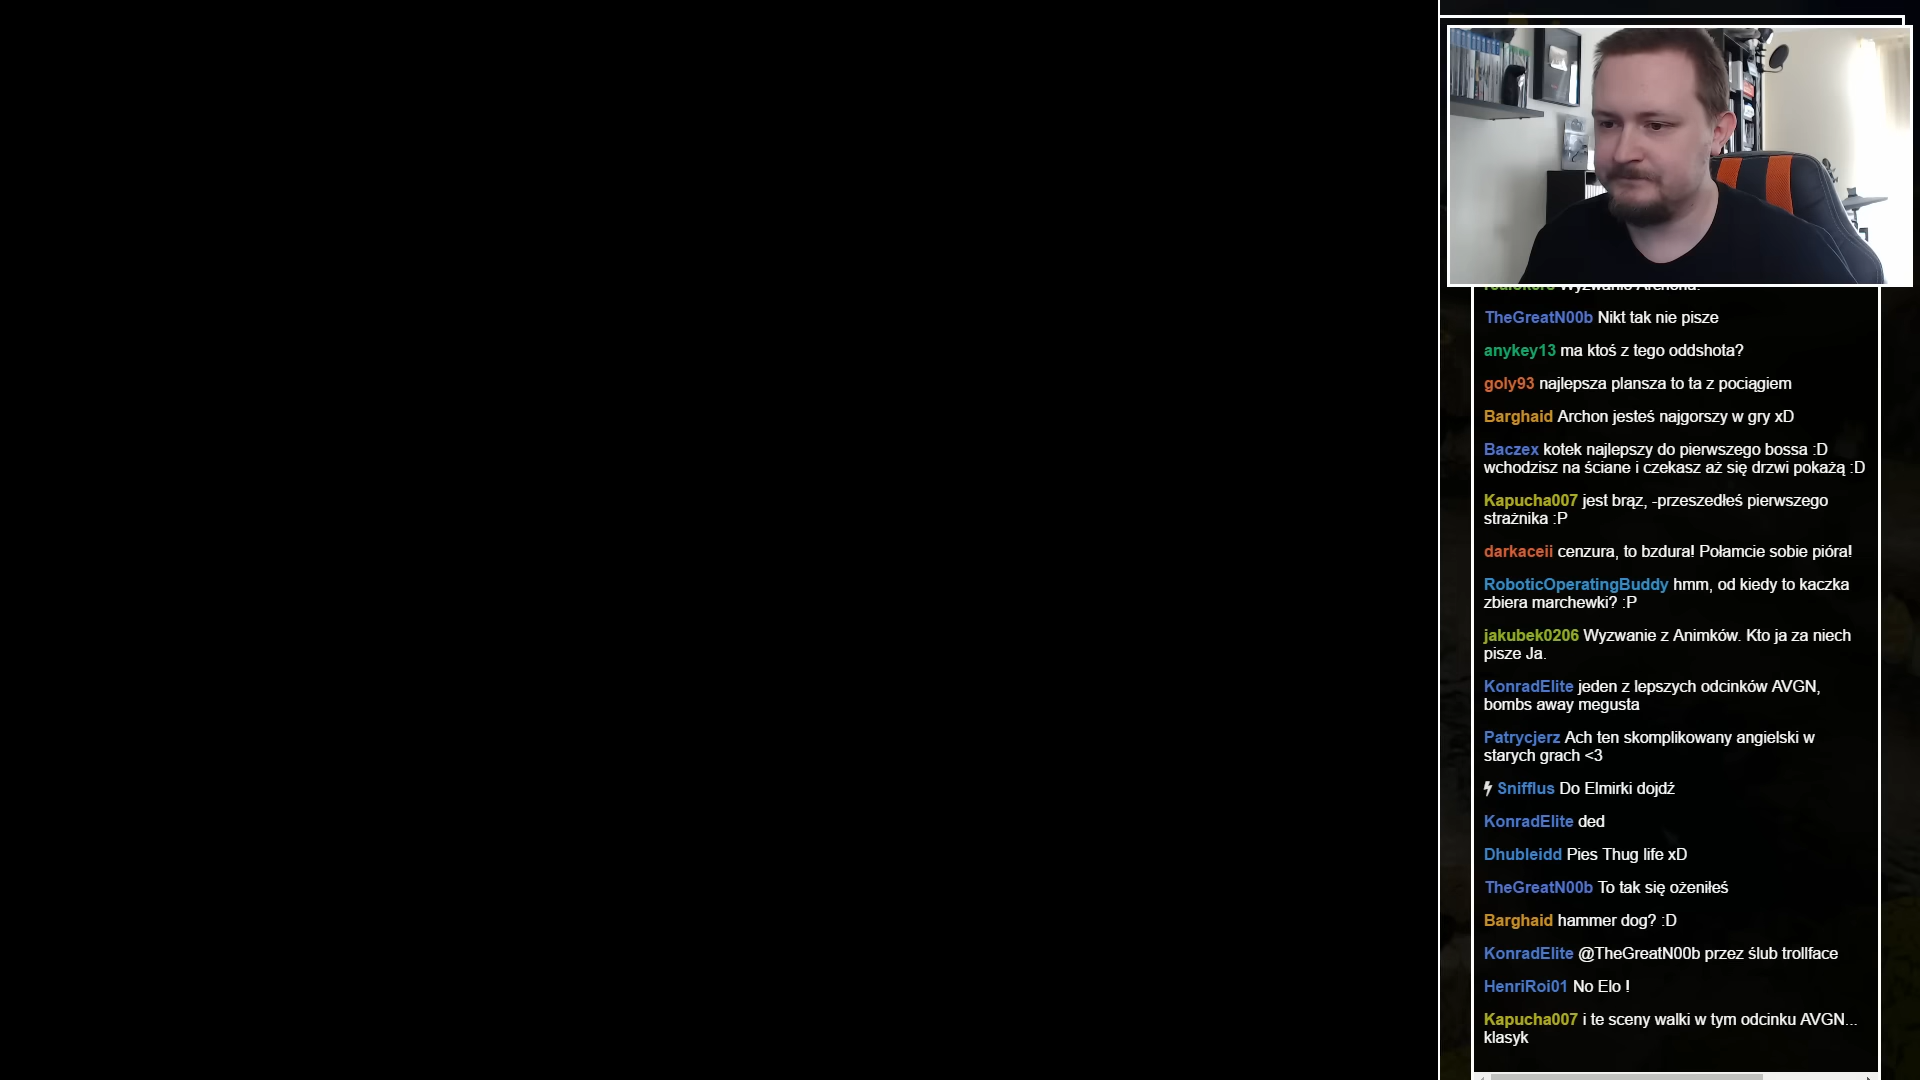 Wyzwanie Archona.
TheGreatN00b Nikt tak nie pisze
anykey13 ma ktoś z tego oddshota?
goly93 najlepsza plansza to ta z pociągiem
Barghaid Archon jesteś najgorszy w gry xD
Baczex kotek najlepszy do pierwszego bossa :D
wchodzisz na ściane i czekasz aż się drzwi pokażą :D
Kapucha007 jest brąz, -przeszedłeś pierwszego
strażnika :P
darkaceii cenzura, to bzdura! Połamcie sobie pióra!
RoboticOperatingBuddy hmm, od kiedy to kaczka
zbiera marchewki? :P
jakubek0206 Wyzwanie z Animków. Kto ja za niech
pisze Ja.
KonradElite jeden z lepszych odcinków AVGN,
bombs away megusta
Patrycjerz Ach ten skomplikowany angielski w
starych grach <3
Snifflus Do Elmirki dojdź
KonradElite ded
Dhubleidd Pies Thug life xD
TheGreatN00b To tak się ożeniłeś
Barghaid hammer dog? :D
KonradElite @TheGreatN00b przez ślub trollface
HenriRoi01 No Elo !
Kapucha007 i te sceny walki w tym odcinku AVGN...
klasyk